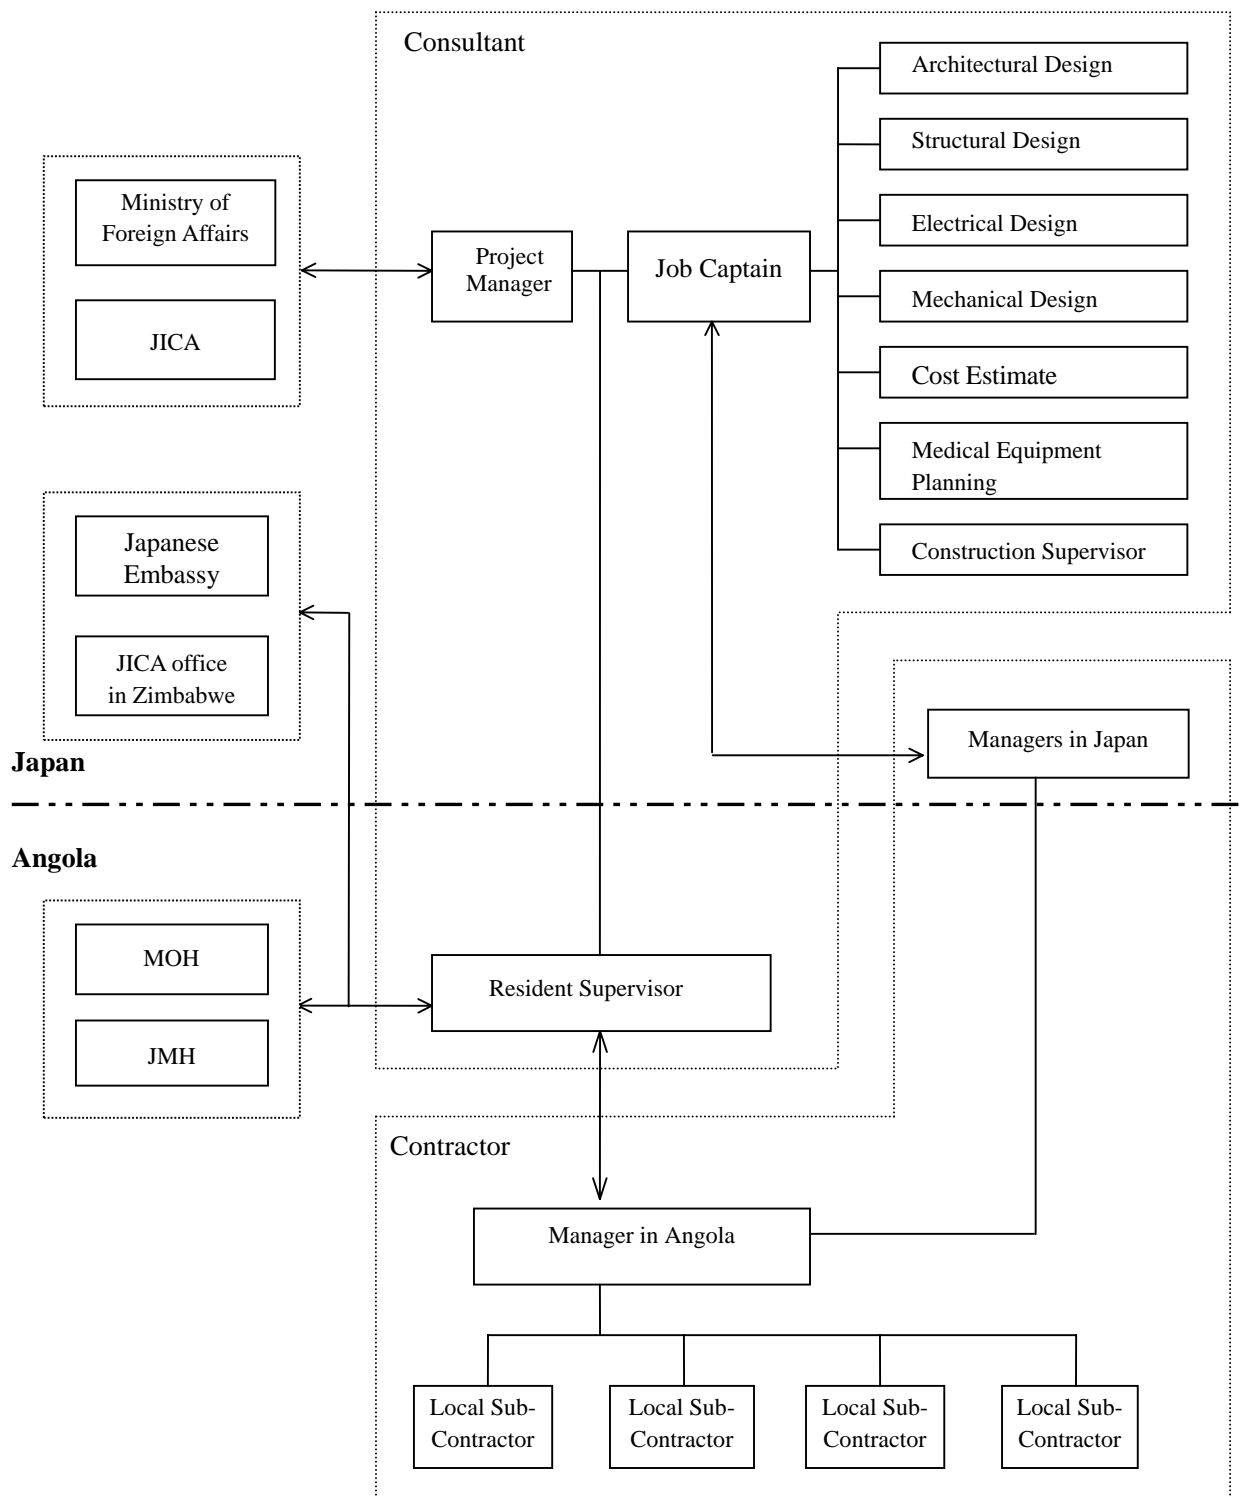 Consultant
Architectural Design
Structural Design
Electrical Design
Mechanical Design
Cost Estimate
Medical Equipment
Planning
Construction Supervisor
Ministry of
Foreign Affairs
JICA
Project
Manager
Job Captain
Japanese
Embassy
JICA office
in Zimbabwe
Managers in Japan
Japan
Angola
MOH
JMH
Resident Supervisor
Contractor
Manager in Angola
Local Sub-
Contractor
Local Sub-
Contractor
Local Sub-
Contractor
Local Sub-
Contractor